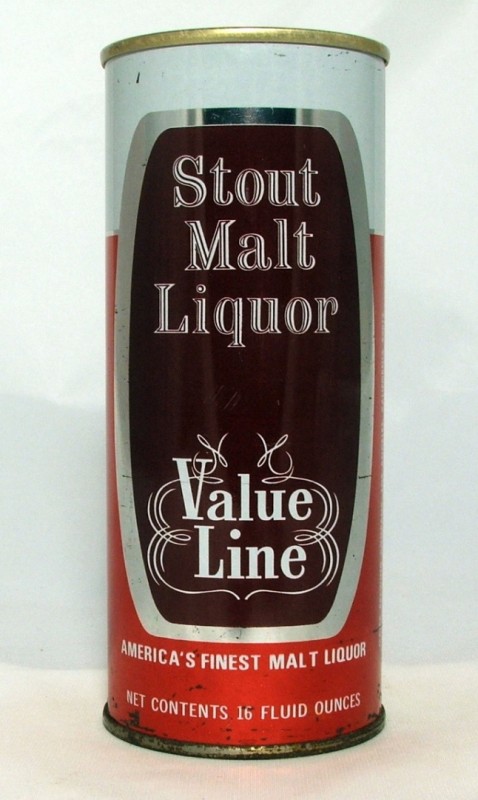 Stout
Malt
Liquor
Value
Line
AMERICA'S FINEST MALT LIQUOR
NET CONTENTS 16 FLUID OUNCES